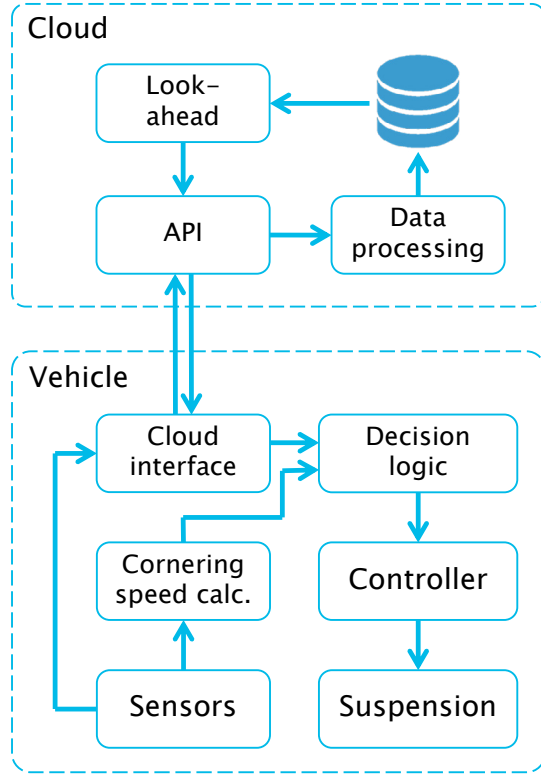 Cloud
Look-
ahead
API
Data
processing
Vehicle
Cloud
interface
Decision
logic
Cornering
speed calc.
Controller
Sensors
Suspension